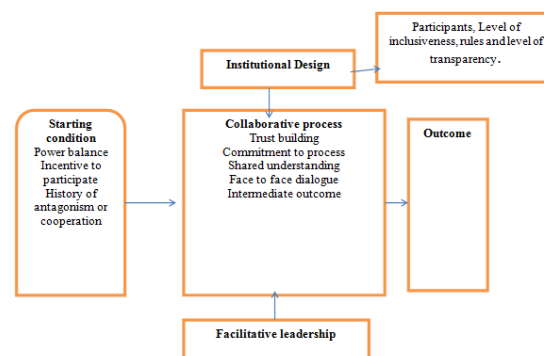 Participants, Level of
inclusiveness, rules and level of
transparency.
Institutional Design
Starting
condition
Power balance
Incentive to
participate
History of
antagonism or
cooperation
Collaborative process
Trust building
Commitment to process
Shared understanding
Face to face dialogue
Intermediate outcome
Outcome
Facilitative leadership